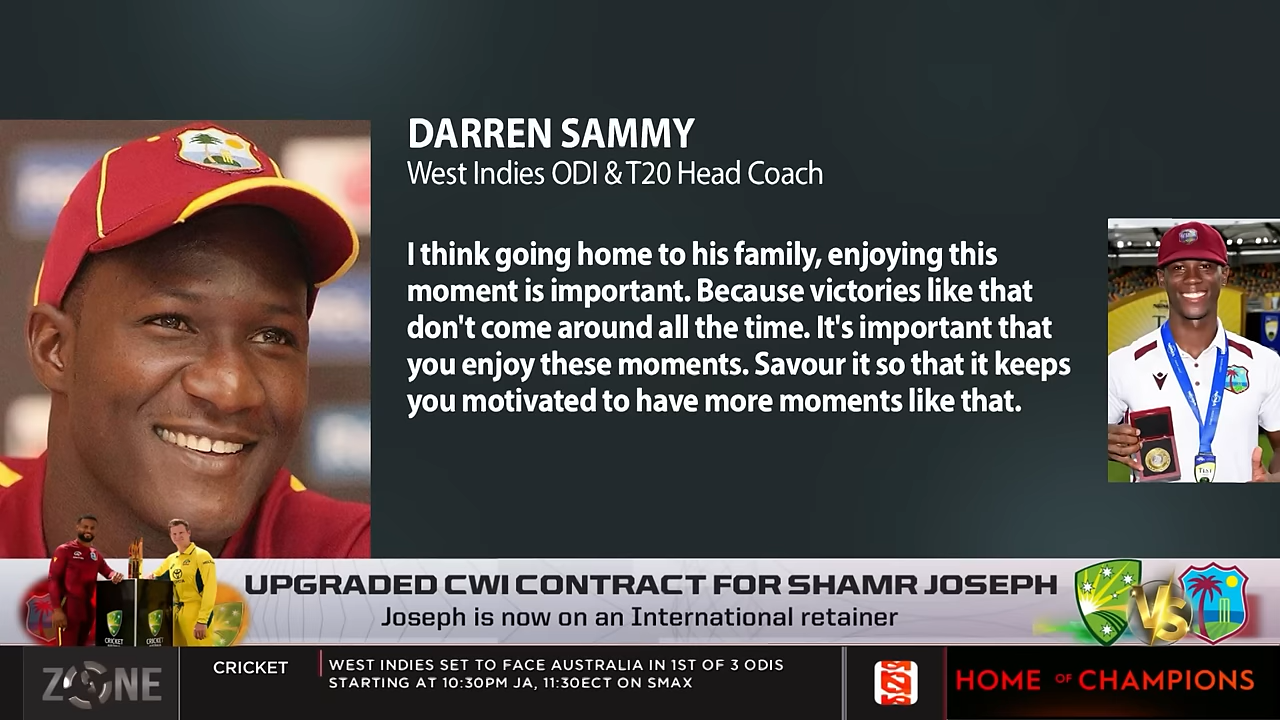 DARREN SAMMY
West Indies ODI & T20 Head Coach
I think going home to his family, enjoying this
moment is important. Because victories like that
don't come around all the time. It's important that
you enjoy these moments. Savour it so that it keeps
you motivated to have more moments like that.
UPGRADED CWI CONTRACT FOR SHAMR JOSEPH
Joseph is now on an International retainer
VS
ZONE
CRICKET
WEST INDIES SET TO FACE AUSTRALIA IN 1ST OF 3 ODIS
STARTING AT 10:30PM JA, 11:30ECT ON SMAX
HOME OF CHAMPIONS